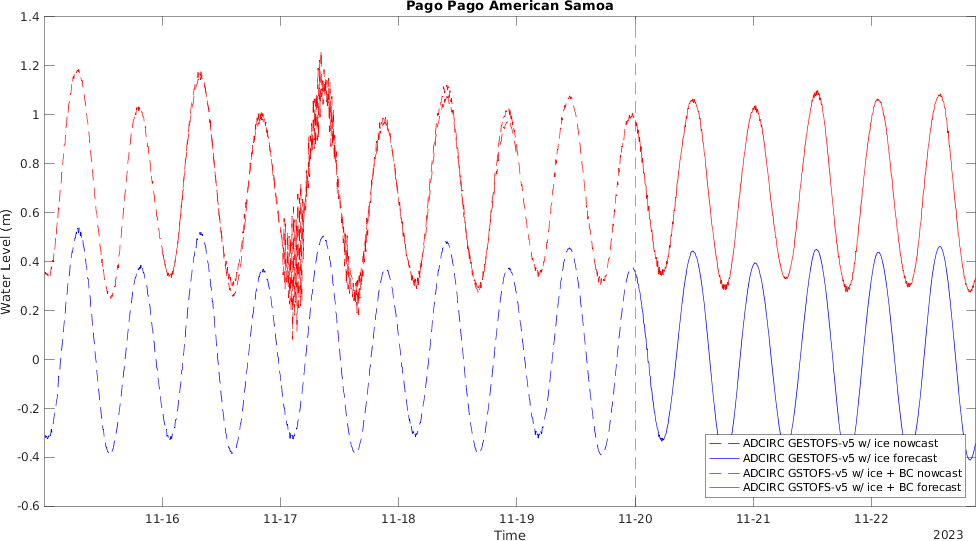 Pago Pago American Samoa
1.4
1.2
1
0.8
0.6
0.4
0.2
0
-0.2
-0.4
-0.6
Water Level (m)
ADCIRC GESTOFS-v5 w/ ice nowcast
ADCIRC GESTOFS-v5 w/ ice forecast
ADCIRC GSTOFS-v5 w/ ice + BC nowcast
ADCIRC GSTOFS-v5 w/ ice + BC forecast
11-16 11-17 11-18 11-19 11-20 11-21 11-22
Time
2023